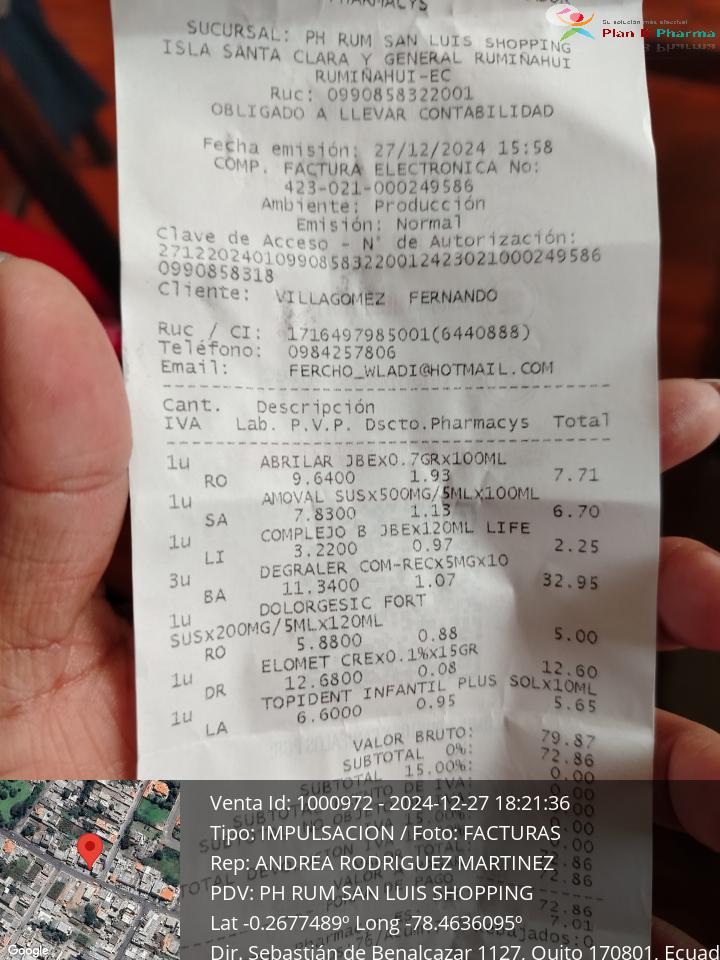 PHARMACYS
Su solución más efectiva!
Plan B Pharma
SUCURSAL: PH RUM SAN LUIS SHOPPING
ISLA SANTA CLARA Y GENERAL RUMIÑAHUI
RUMIÑAHUI-EC
Ruc: 0990858322001
OBLIGADO A LLEVAR CONTABILIDAD
Fecha emisión: 27/12/2024 15:58
COMP. FACTURA ELECTRONICA No:
423-021-000249586
Ambiente: Producción
Emisión: Normal
Clave de Acceso - N° de Autorización:
271220240109908583220012423021000249586
0990858318
Cliente: VILLAGOMEZ FERNANDO
Ruc / CI: 1716497985001(6440888)
Teléfono: 0984257806
Email: FERCHO_WLADI@HOTMAIL.COM
Cant. Descripción
IVA Lab. P.V.P. Dscto.Pharmacys Total
1u ABRILAR JBEx0.7GRx100ML
RO 9.6400 1.93 7.71
1u AMOVAL SUSx500MG/5MLx100ML
SA 7.8300 1.13 6.70
1u COMPLEJO B JBEx120ML LIFE
LI 3.2200 0.97 2.25
3u DEGRALER COM-RECx5MGx10
BA 11.3400 1.07 32.95
1u DOLORGESIC FORT
SUSx200MG/5MLx120ML
RO 5.8800 0.88 5.00
1u ELOMET CREx0.1%x15GR
DR 12.6800 0.08 12.60
1u TOPIDENT INFANTIL PLUS SOLx10ML
LA 6.6000 0.95 5.65
VALOR BRUTO: 79.87
SUBTOTAL 0%: 72.86
SUBTOTAL 15.00%: 0.00
Venta Id: 1000972 - 2024-12-27 18:21:36
Tipo: IMPULSACION / Foto: FACTURAS
Rep: ANDREA RODRIGUEZ MARTINEZ
PDV: PH RUM SAN LUIS SHOPPING
Lat -0.2677489º Long -78.4636095º
Dir. Sebastián de Benalcazar 1127, Quito 170801, Ecuad
Google